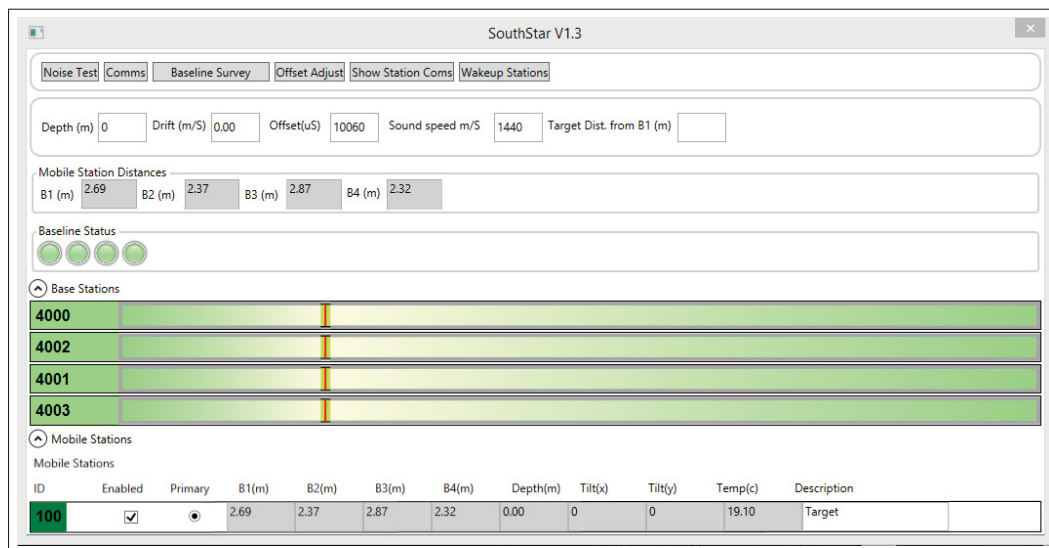 SouthStar V1.3
Noise Test Comms Baseline Survey Offset Adjust Show Station Coms Wakeup Stations
Depth (m) 0 Drift (m/S) 0.00 Offset(uS) 10060 Sound speed m/S 1440 Target Dist. from B1 (m)
Mobile Station Distances
B1 (m) 2.69 B2 (m) 2.37 B3 (m) 2.87 B4 (m) 2.32
Baseline Status
Base Stations
4000
4002
4001
4003
Mobile Stations
Mobile Stations
ID Enabled Primary B1(m) B2(m) B3(m) B4(m) Depth(m) Tilt(x) Tilt(y) Temp(c) Description
100 2.69 2.37 2.87 2.32 0.00 0 0 19.10 Target